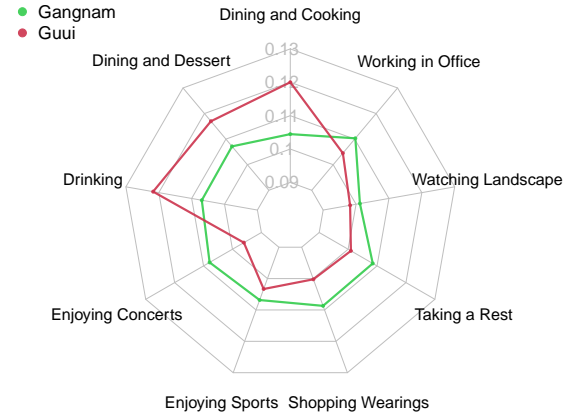 Gangnam
Guui
Dining and Cooking
Dining and Dessert
Working in Office
0.13
0.12
0.11
0.1
0.09
Drinking
Watching Landscape
Enjoying Concerts
Taking a Rest
Enjoying Sports
Shopping Wearings